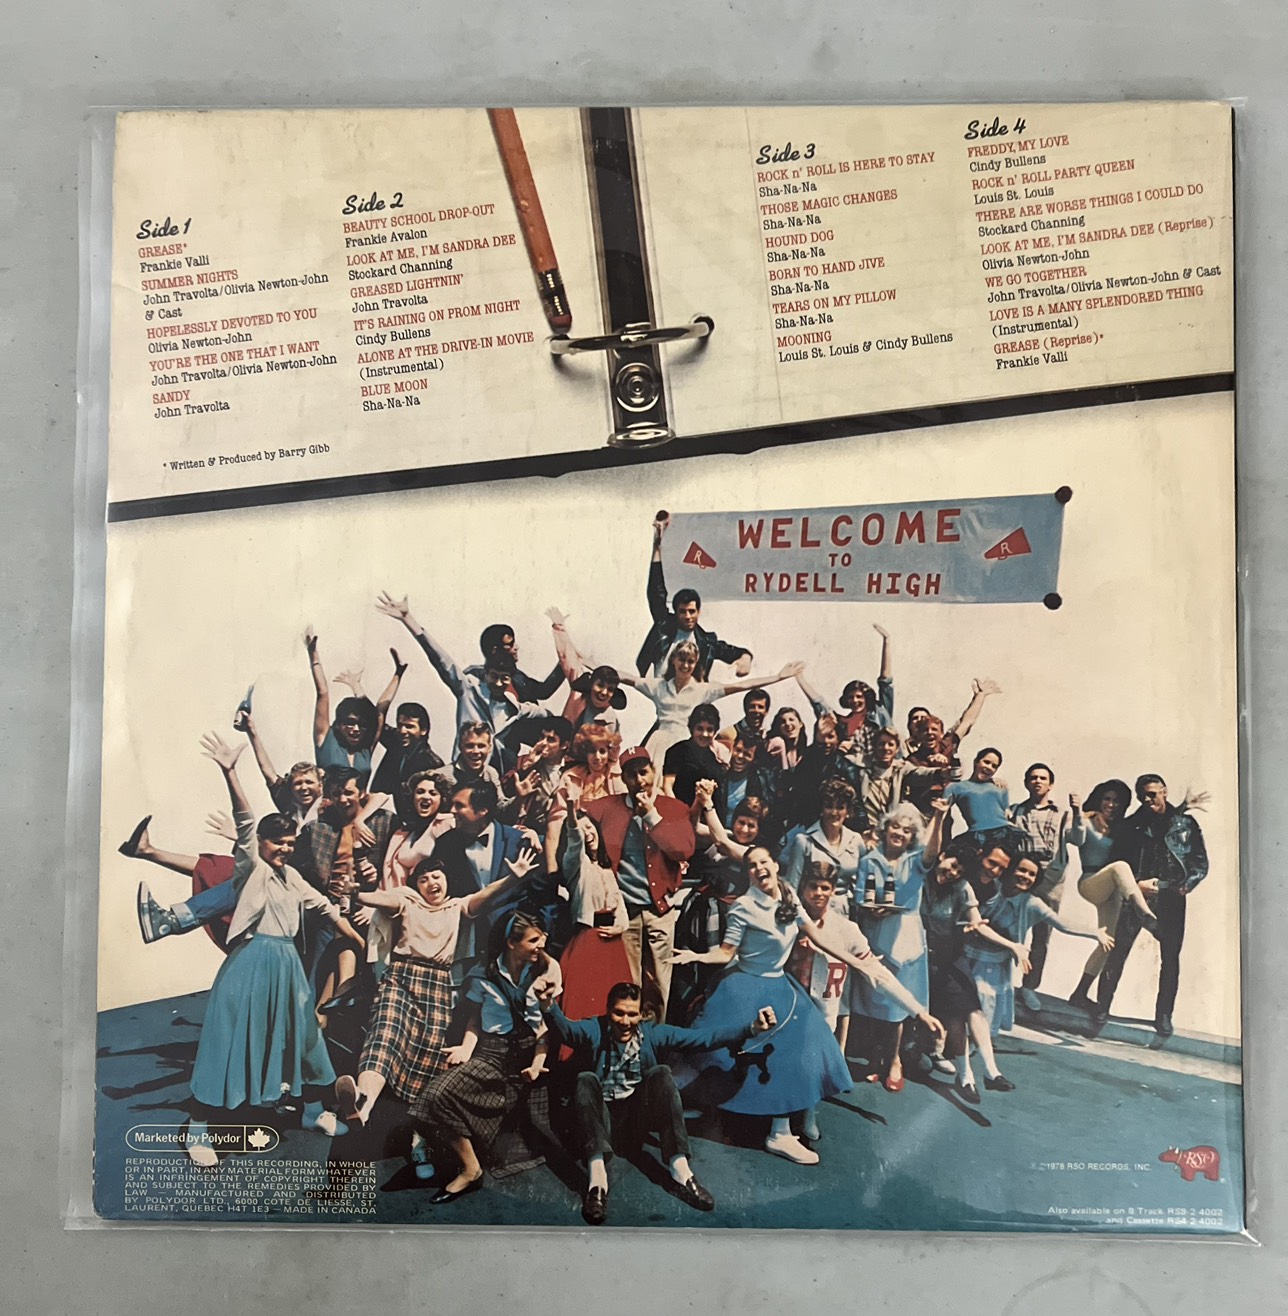 Side 1
GREASE*
Frankie Valli
SUMMER NIGHTS
John Travolta/Olivia Newton-John
& Cast
HOPELESSLY DEVOTED TO YOU
Olivia Newton-John
YOU'RE THE ONE THAT I WANT
John Travolta/Olivia Newton-John
SANDY
John Travolta
* Written & Produced by Barry Gibb
Side 2
BEAUTY SCHOOL DROP-OUT
Frankie Avalon
LOOK AT ME, I'M SANDRA DEE
Stockard Channing
GREASED LIGHTNIN'
John Travolta
IT'S RAINING ON PROM NIGHT
Cindy Bullens
ALONE AT THE DRIVE-IN MOVIE
(Instrumental)
BLUE MOON
Sha-Na-Na
Side 3
ROCK n' ROLL IS HERE TO STAY
Sha-Na-Na
THOSE MAGIC CHANGES
Sha-Na-Na
HOUND DOG
Sha-Na-Na
BORN TO HAND JIVE
Sha-Na-Na
TEARS ON MY PILLOW
Sha-Na-Na
MOONING
Louis St. Louis & Cindy Bullens
Side 4
FREDDY, MY LOVE
Cindy Bullens
ROCK n' ROLL PARTY QUEEN
Louis St. Louis
THERE ARE WORSE THINGS I COULD DO
Stockard Channing
LOOK AT ME, I'M SANDRA DEE (Reprise)
Olivia Newton-John
WE GO TOGETHER
John Travolta/Olivia Newton-John & Cast
LOVE IS A MANY SPLENDORED THING
(Instrumental)
GREASE (Reprise)*
Frankie Valli
WELCOME
TO
RYDELL HIGH
R
R
R
Marketed by Polydor
REPRODUCTION OF THIS RECORDING, IN WHOLE
OR IN PART, IN ANY MATERIAL FORM WHATEVER
IS AN INFRINGEMENT OF COPYRIGHT THEREIN
AND SUBJECT TO THE REMEDIES PROVIDED BY
LAW — MANUFACTURED AND DISTRIBUTED
BY POLYDOR LTD., 6000 COTE DE LIESSE, ST.
LAURENT, QUEBEC H4T 1E3 — MADE IN CANADA
℗ ©1978 RSO RECORDS, INC.
RSO
Also available on 8 Track RS8-2-4002
and Cassette RS4-2-4002